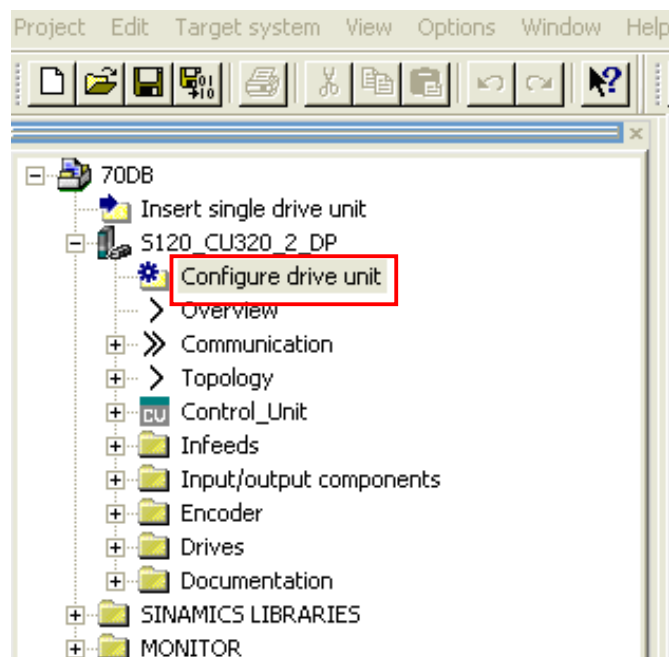 Project Edit Target system View Options Window Help
70DB
Insert single drive unit
S120_CU320_2_DP
Configure drive unit
Overview
Communication
Topology
CU Control_Unit
Infeeds
Input/output components
Encoder
Drives
Documentation
SINAMICS LIBRARIES
MONITOR